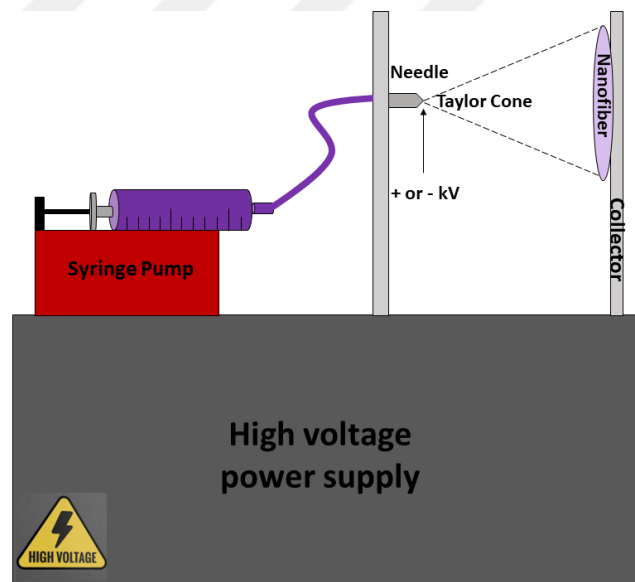 Needle
Taylor Cone
Nanofiber
+ or - kV
Collector
Syringe Pump
High voltage
power supply
HIGH VOLTAGE